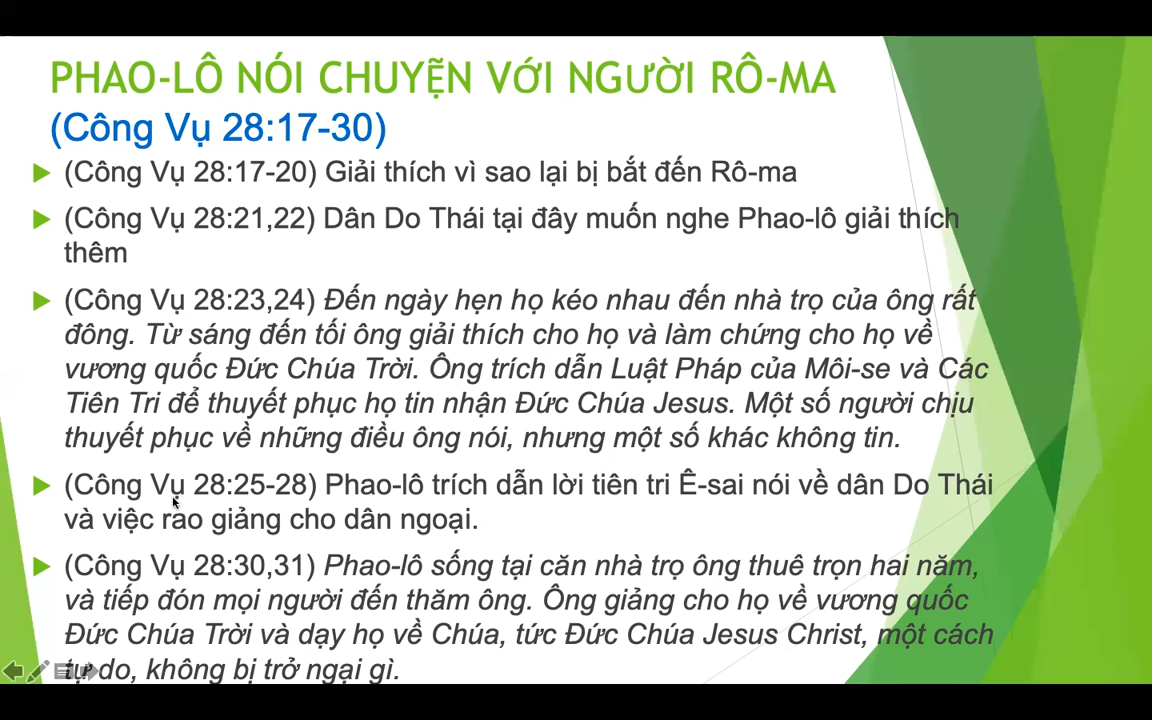 PHAO-LÔ NÓI CHUYẸ̃N VỚI NGƯỜI RÔ-MA
(Công Vụ 28:17-30)
(Công Vụ 28:17-20) Giải thích vì sao lại bị bắt đến Rô-ma
(Công Vụ 28:21,22) Dân Do Thái tại đây muốn nghe Phao-lô giải thích
thêm
(Công Vụ 28:23,24) Đến ngày hẹn họ kéo nhau đến nhà trọ của ông rất
đông. Từ sáng đến tối ông giải thích cho họ và làm chứng cho họ về
vương quốc Đức Chúa Trời. Ông trích dẫn Luật Pháp của Môi-se và Các
Tiên Tri để thuyết phục họ tin nhận Đức Chúa Jesus. Một số người chịu
thuyết phục về những điều ông nói, nhưng một số khác không tin.
(Công Vụ 28:25-28) Phao-lô trích dẫn lời tiên tri Ê-sai nói về dân Do Thái
và việc rao giảng cho dân ngoại.
(Công Vụ 28:30,31) Phao-lô sống tại căn nhà trọ ông thuê trọn hai năm,
và tiếp đón mọi người đến thăm ông. Ông giảng cho họ về vương quốc
Đức Chúa Trời và dạy họ về Chúa, tức Đức Chúa Jesus Christ, một cách
tự do, không bị trở ngại gì.